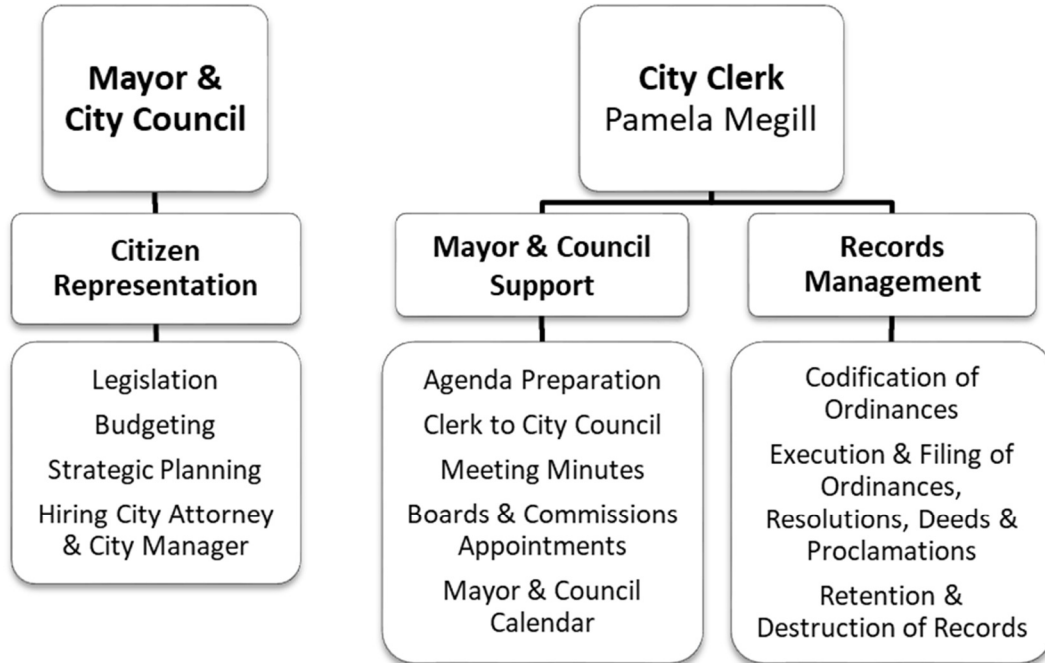 Mayor &
City Council
Citizen
Representation
Legislation
Budgeting
Strategic Planning
Hiring City Attorney
& City Manager
City Clerk
Pamela Megill
Mayor & Council
Support
Agenda Preparation
Clerk to City Council
Meeting Minutes
Boards & Commissions
Appointments
Mayor & Council
Calendar
Records
Management
Codification of
Ordinances
Execution & Filing of
Ordinances,
Resolutions, Deeds &
Proclamations
Retention &
Destruction of Records